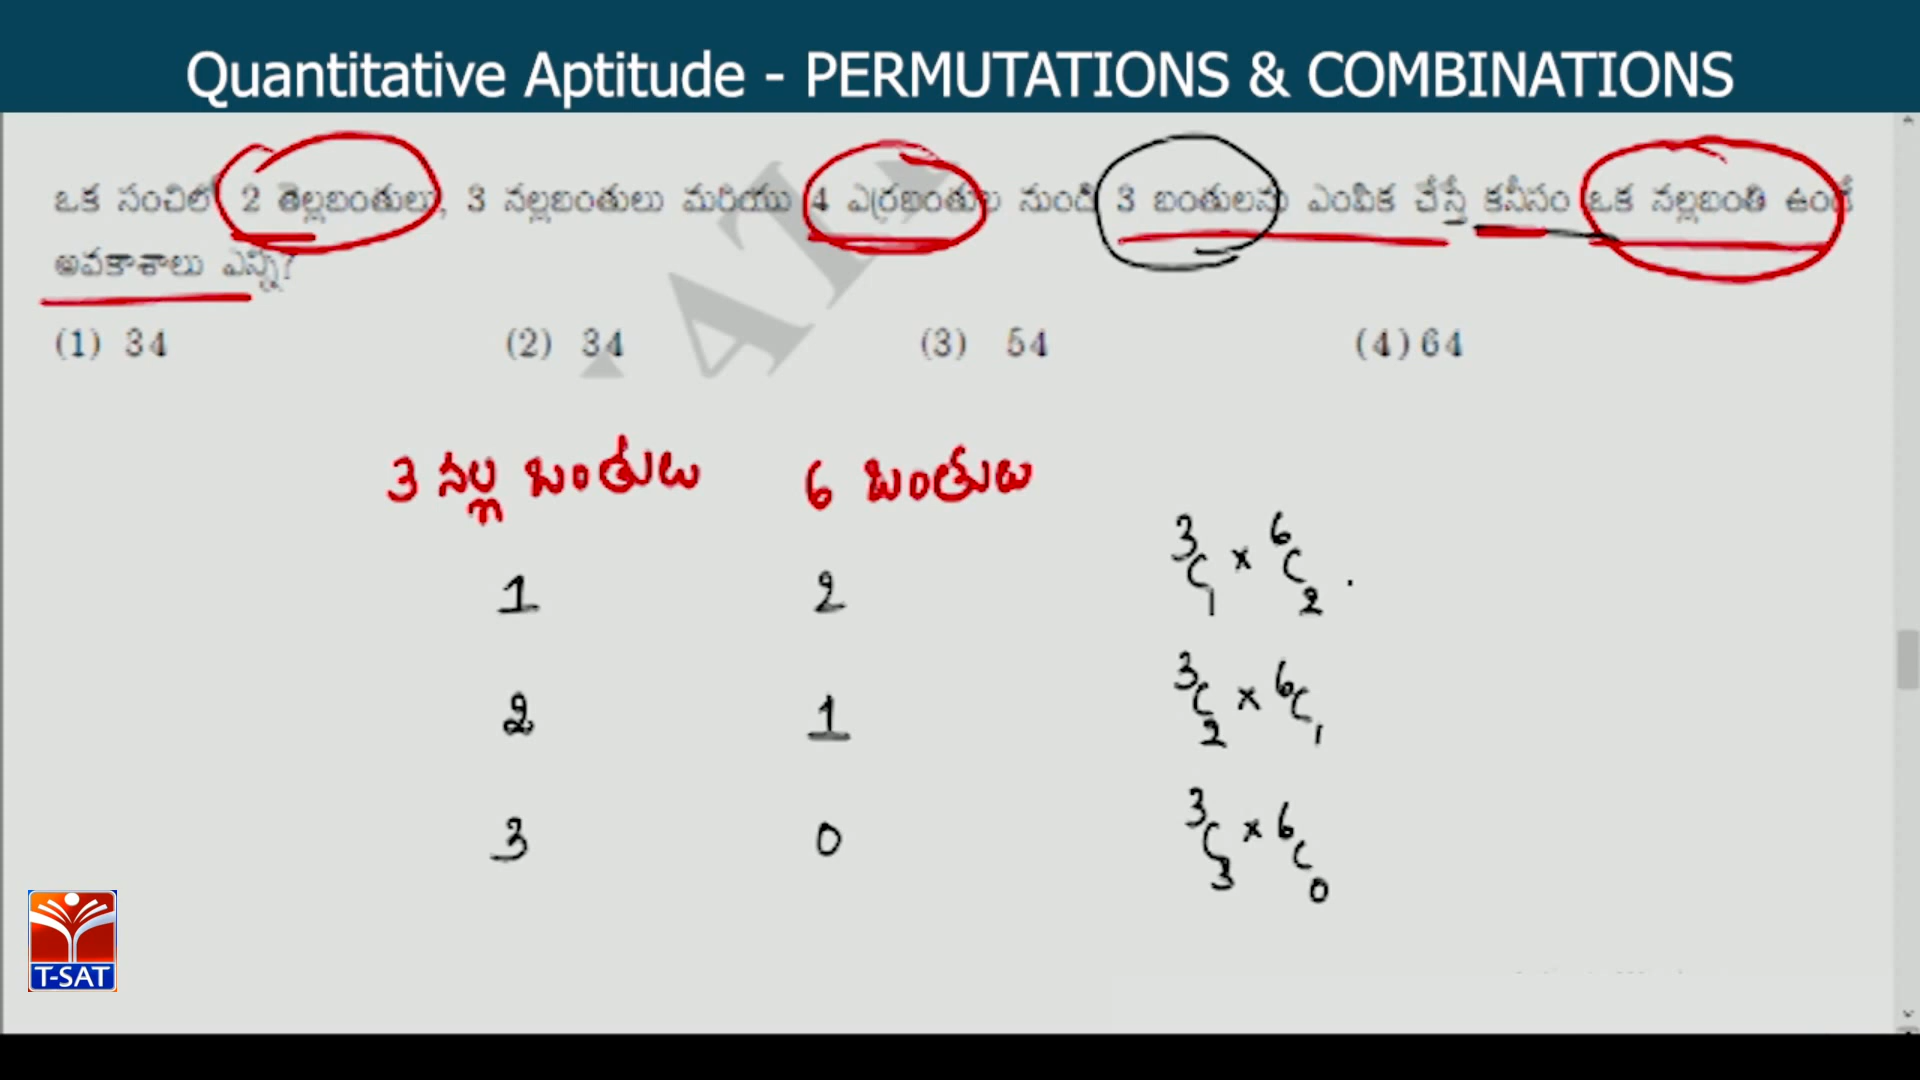 Quantitative Aptitude - PERMUTATIONS & COMBINATIONS
ఒక సంచిలో 2 తెల్లబంతులు, 3 నల్లబంతులు మరియు 4 ఎర్రబంతుల నుండి 3 బంతులను ఎంపిక చేస్తే కనీసం ఒక నల్లబంతి ఉండే
అవకాశాలు ఎన్ని?
(1) 34 (2) 34 (3) 54 (4) 64
3 నల్ల బంతులు 6 బంతులు
1 2 3C1 × 6C2
2 1 3C2 × 6C1
3 0 3C3 × 6C0
T-SAT